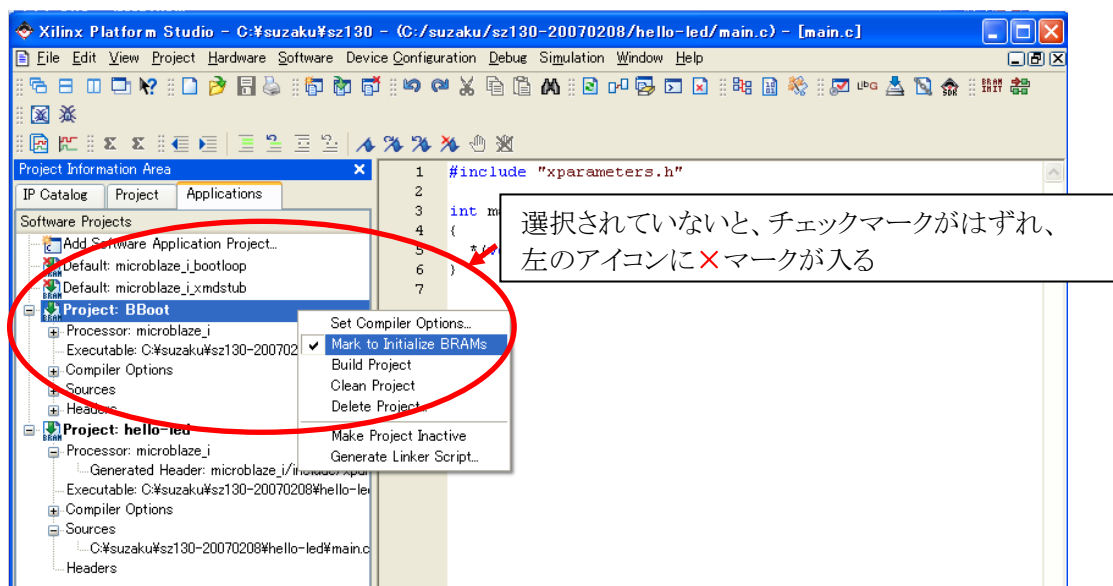 Xilinx Platform Studio - C:¥suzaku¥sz130 - (C:/suzaku/sz130-20070208/hello-led/main.c) - [main.c]
File Edit View Project Hardware Software Device Configuration Debug Simulation Window Help
Project Information Area
IP Catalog Project Applications
Software Projects
Add Software Application Project...
Default: microblaze_i_bootloop
Default: microblaze_i_xmdstub
Project: BBoot
Processor: microblaze_i
Executable: C:¥suzaku¥sz130-200702
Compiler Options
Sources
Headers
Project: hello-led
Processor: microblaze_i
Generated Header: microblaze_i/include/xpar
Executable: C:¥suzaku¥sz130-20070208¥hello-le
Compiler Options
Sources
C:¥suzaku¥sz130-20070208¥hello-led¥main.c
Headers
Set Compiler Options...
Mark to Initialize BRAMs
Build Project
Clean Project
Delete Project...
Make Project Inactive
Generate Linker Script...
1 #include "xparameters.h"
2
3 int m
4 {
5
6 }
7
選択されていないと、チェックマークがはずれ、
左のアイコンに×マークが入る